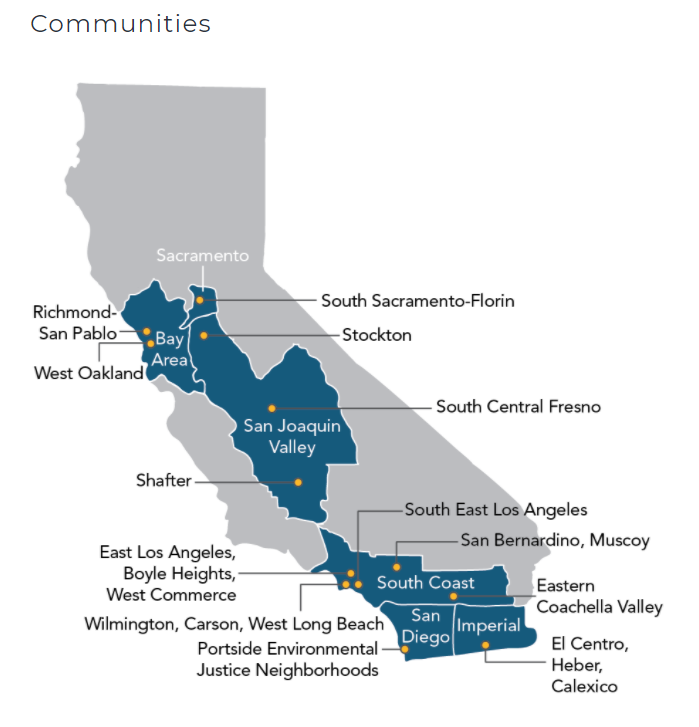 Communities
Sacramento
South Sacramento-Florin
Richmond-
San Pablo
Stockton
Bay
Area
West Oakland
South Central Fresno
San Joaquin
Valley
Shafter
South East Los Angeles
San Bernardino, Muscoy
East Los Angeles,
Boyle Heights,
West Commerce
South Coast
Eastern
Coachella Valley
Wilmington, Carson, West Long Beach
San
Diego
Imperial
Portside Environmental
Justice Neighborhoods
El Centro,
Heber,
Calexico